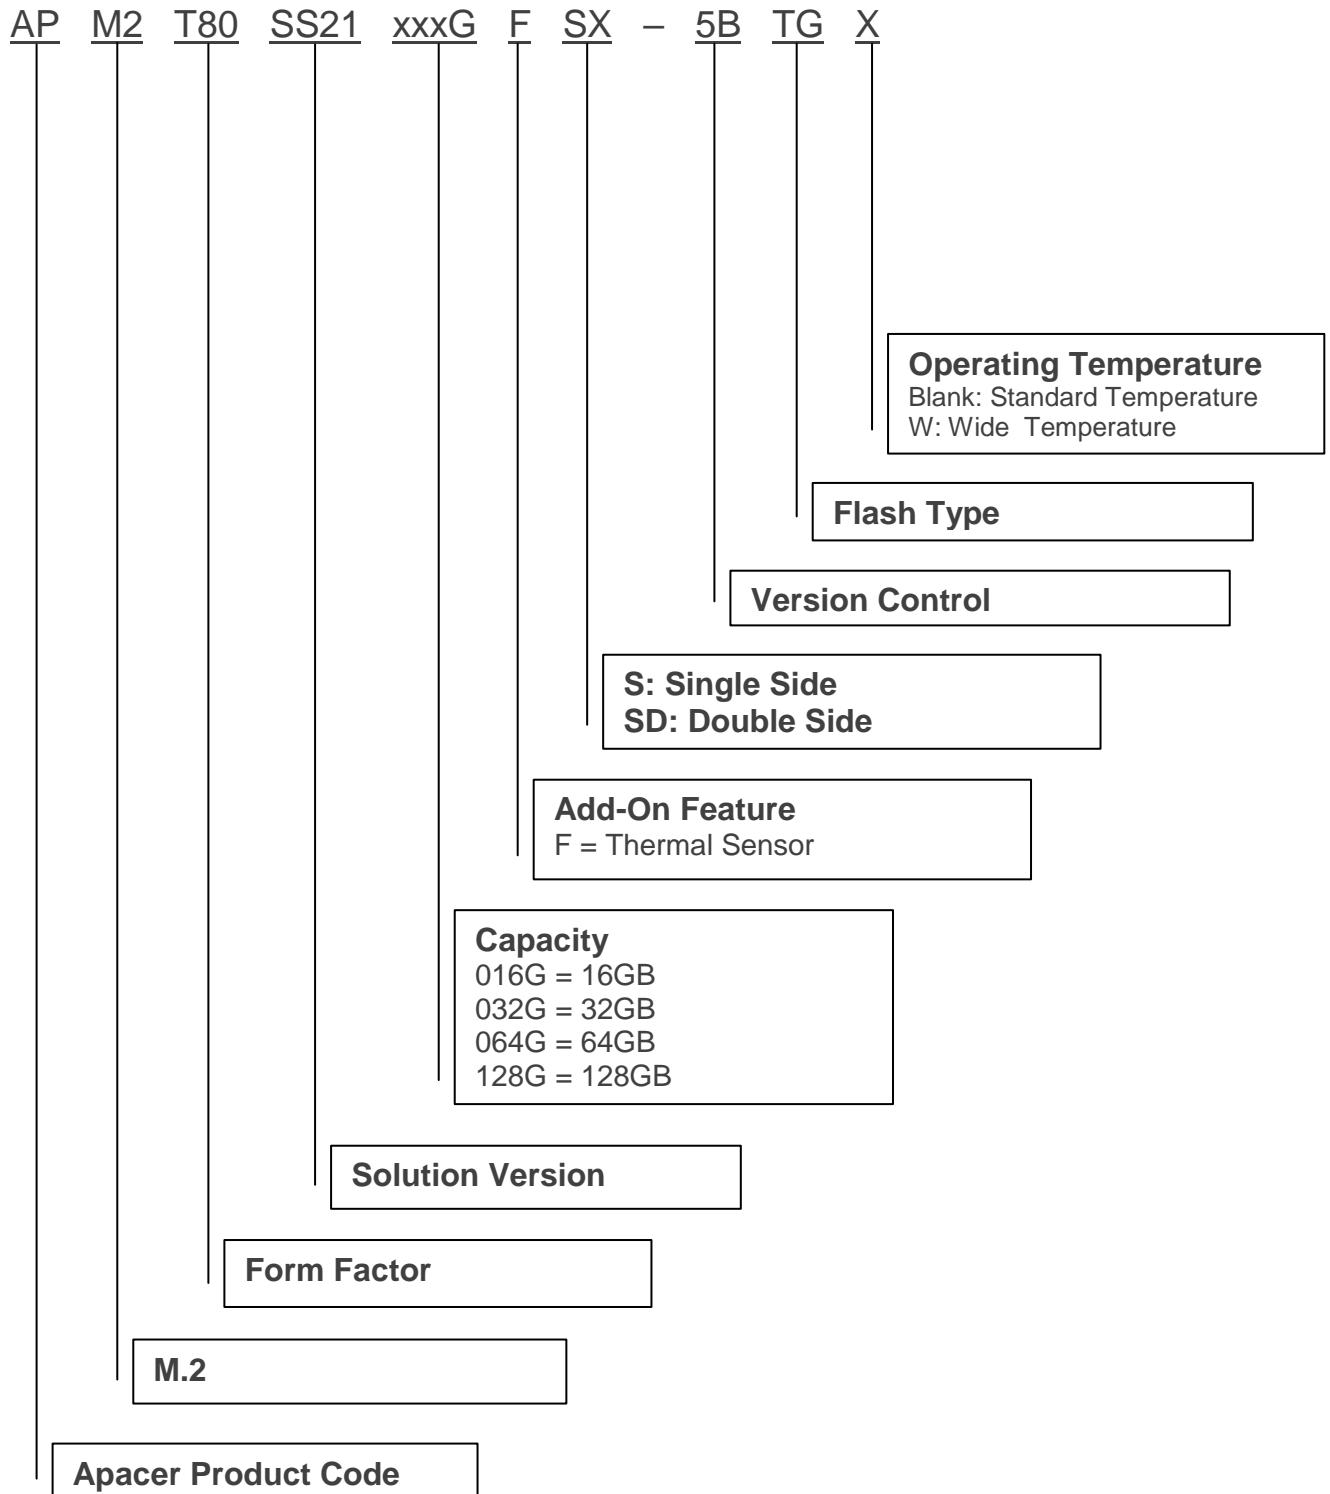 AP M2 T80 SS21 xxxG F SX – 5B TG X
Operating Temperature
Blank: Standard Temperature
W: Wide Temperature
Flash Type
Version Control
S: Single Side
SD: Double Side
Add-On Feature
F = Thermal Sensor
Capacity
016G = 16GB
032G = 32GB
064G = 64GB
128G = 128GB
Solution Version
Form Factor
M.2
Apacer Product Code